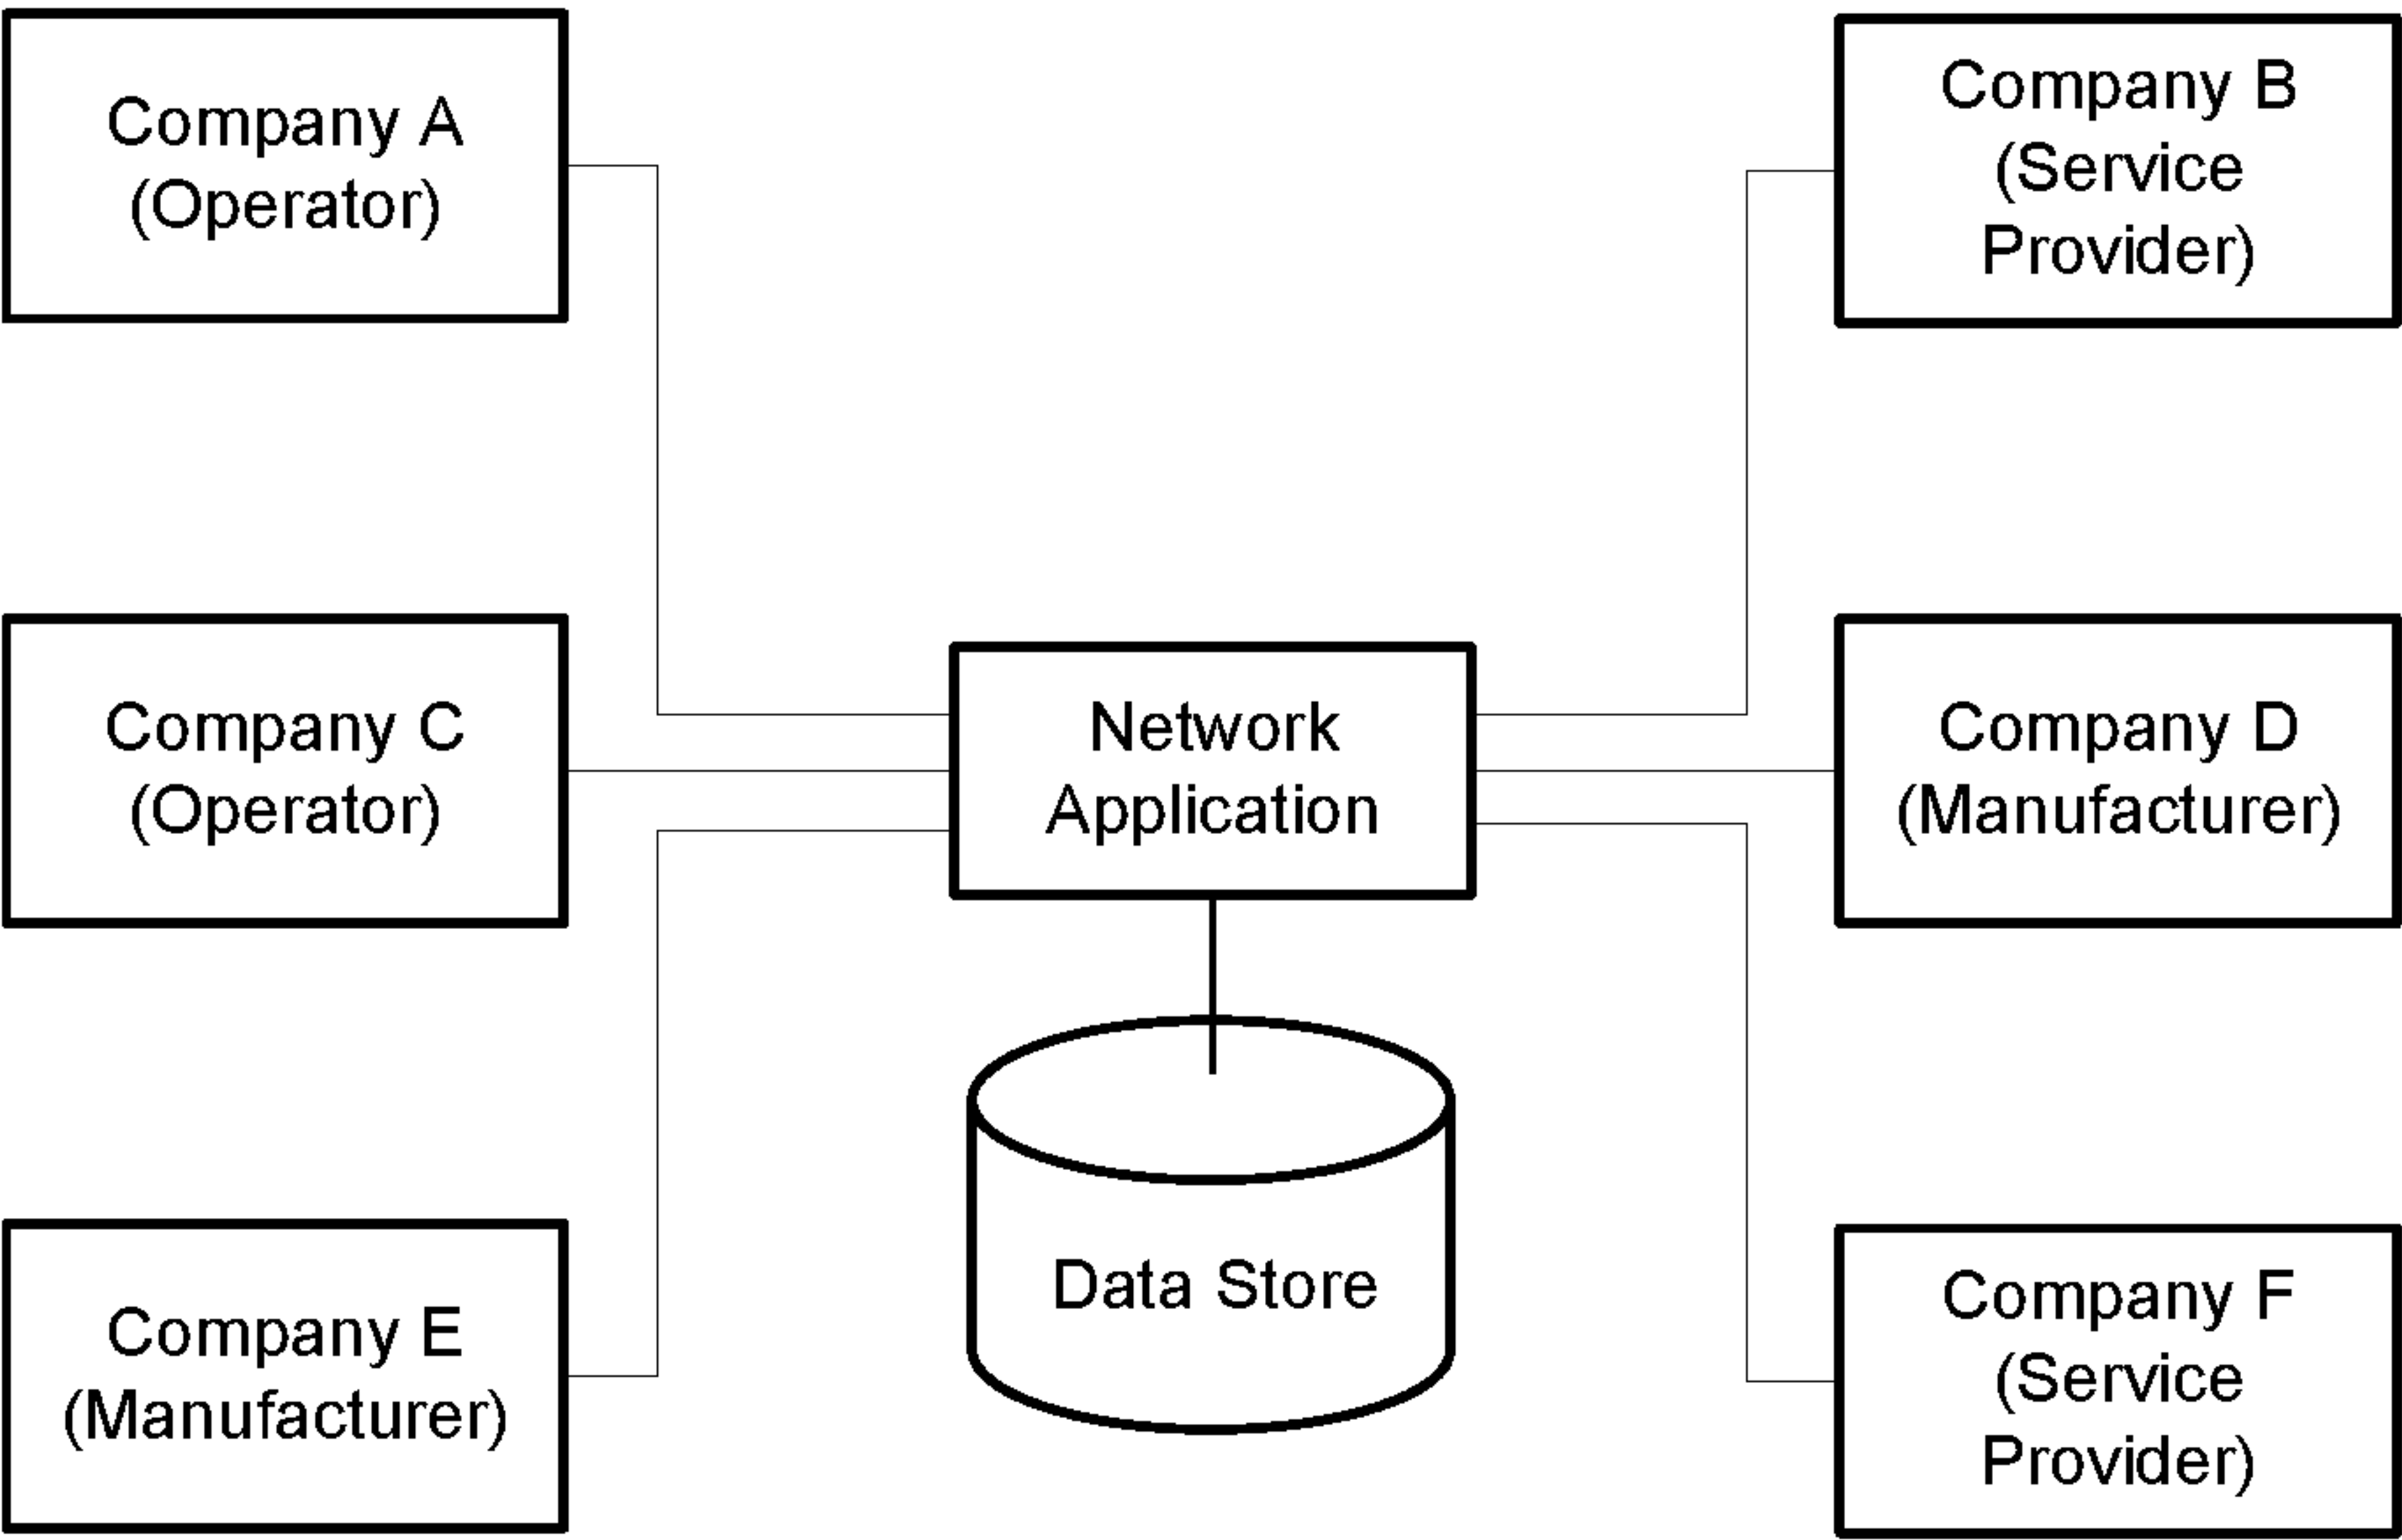 Company A
(Operator)
Company B
(Service
Provider)
Company C
(Operator)
Network
Application
Company D
(Manufacturer)
Data Store
Company E
(Manufacturer)
Company F
(Service
Provider)